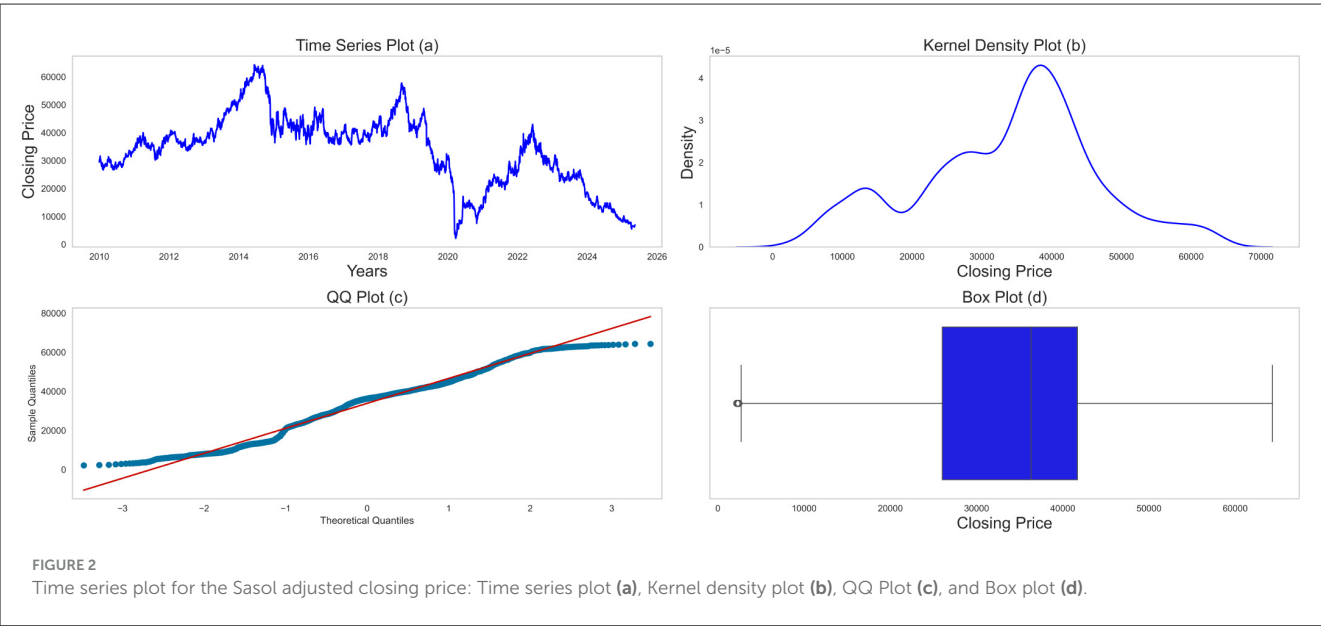 Time Series Plot (a)
Closing Price
60000
50000
40000
30000
20000
10000
0
2010 2012 2014 2016 2018 2020 2022 2024 2026
Years
Kernel Density Plot (b)
1e−5
Density
4
3
2
1
0
0 10000 20000 30000 40000 50000 60000 70000
Closing Price
QQ Plot (c)
Sample Quantiles
80000
60000
40000
20000
0
−3 −2 −1 0 1 2 3
Theoretical Quantiles
Box Plot (d)
0 10000 20000 30000 40000 50000 60000
Closing Price
FIGURE 2
Time series plot for the Sasol adjusted closing price: Time series plot (a), Kernel density plot (b), QQ Plot (c), and Box plot (d).